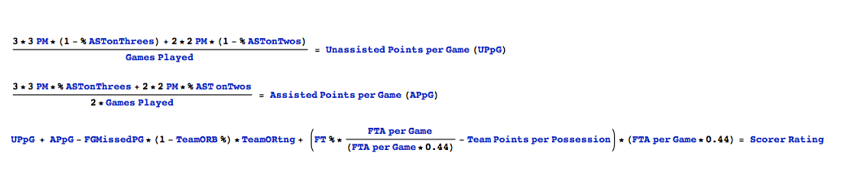 3 * 3 PM * (1 - % ASTonThrees) + 2 * 2 PM * (1 - % ASTonTwos)
Games Played
= Unassisted Points per Game (UPpG)
3 * 3 PM * % ASTonThrees + 2 * 2 PM * % AST onTwos
2 * Games Played
= Assisted Points per Game (APpG)
UPpG + APpG - FGMissedPG * (1 - TeamORB %) * TeamORtng + (FT % * FTA per Game / (FTA per Game * 0.44) - Team Points per Possession) * (FTA per Game * 0.44) = Scorer Rating